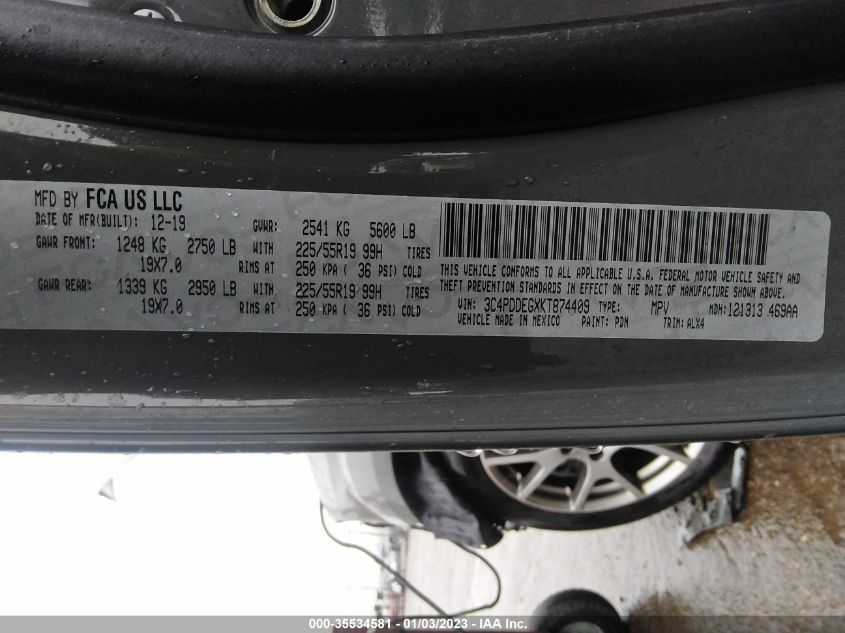 MFD BY FCA US LLC
DATE OF MFR(BUILT): 12-19 GVWR: 2541 KG 5600 LB
GAWR FRONT: 1248 KG 2750 LB WITH 225/55R19 99H TIRES
19X7.0 RIMS AT 250 KPA ( 36 PSI) COLD
GAWR REAR: 1339 KG 2950 LB WITH 225/55R19 99H TIRES
19X7.0 RIMS AT 250 KPA ( 36 PSI) COLD
THIS VEHICLE CONFORMS TO ALL APPLICABLE U.S.A. FEDERAL MOTOR VEHICLE SAFETY AND
THEFT PREVENTION STANDARDS IN EFFECT ON THE DATE OF MANUFACTURE SHOWN ABOVE.
VIN: 3C4PDDEGXKT874409 TYPE: MPV MDH:121313 469AA
VEHICLE MADE IN MEXICO PAINT: PDN TRIM: ALX4
000-35534581 - 01/03/2023 - IAA Inc.